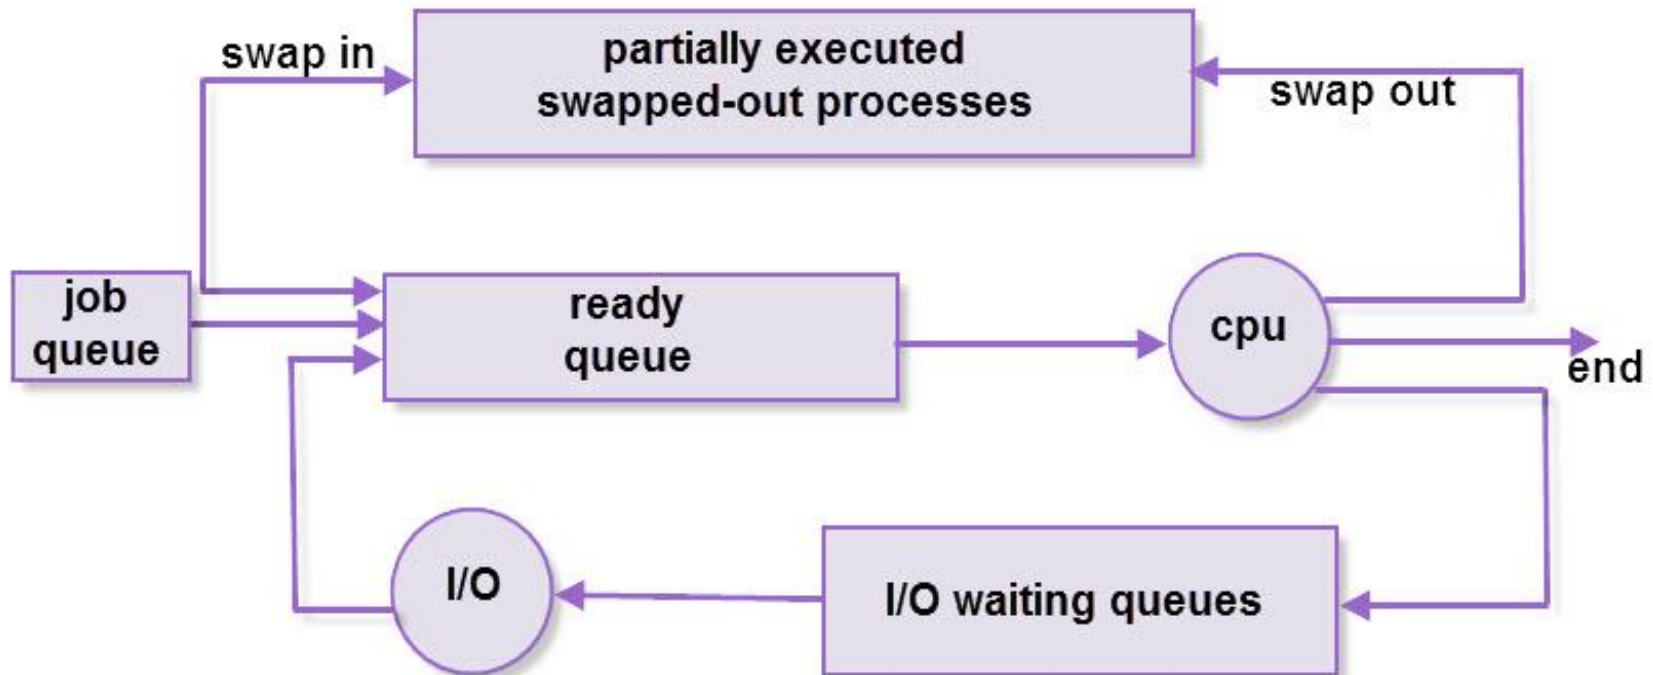 swap in
partially executed
swapped-out processes
swap out
job
queue
ready
queue
cpu
end
I/O
I/O waiting queues